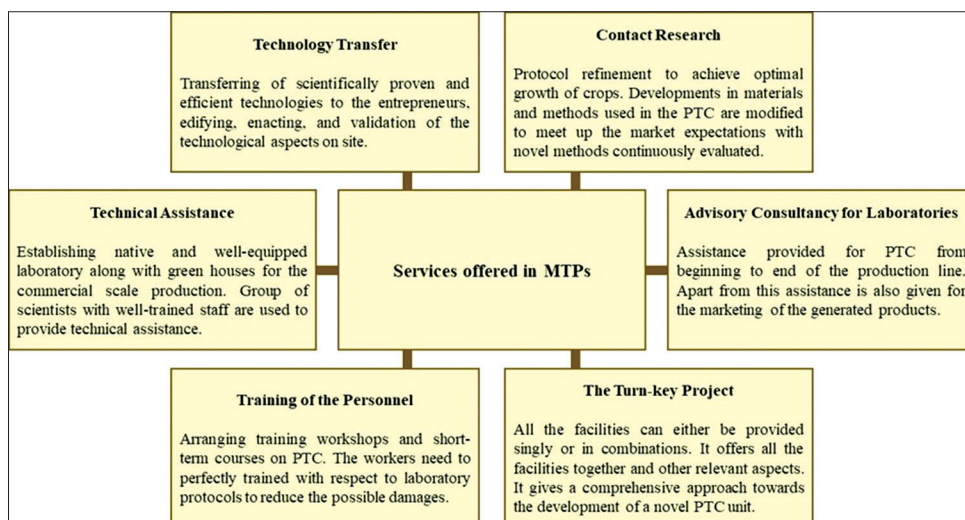 Technology Transfer
Transferring of scientifically proven and
efficient technologies to the entrepreneurs,
edifying, enacting, and validation of the
technological aspects on site.
Contact Research
Protocol refinement to achieve optimal
growth of crops. Developments in materials
and methods used in the PTC are modified
to meet up the market expectations with
novel methods continuously evaluated.
Technical Assistance
Establishing native and well-equipped
laboratory along with green houses for the
commercial scale production. Group of
scientists with well-trained staff are used to
provide technical assistance.
Services offered in MTPs
Advisory Consultancy for Laboratories
Assistance provided for PTC from
beginning to end of the production line.
Apart from this assistance is also given for
the marketing of the generated products.
Training of the Personnel
Arranging training workshops and short-
term courses on PTC. The workers need to
perfectly trained with respect to laboratory
protocols to reduce the possible damages.
The Turn-key Project
All the facilities can either be provided
singly or in combinations. It offers all the
facilities together and other relevant aspects.
It gives a comprehensive approach towards
the development of a novel PTC unit.